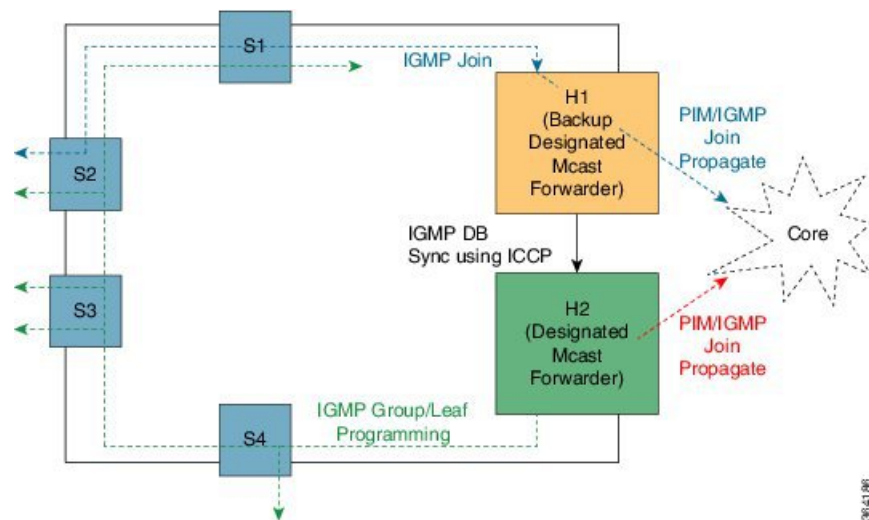 S1
IGMP Join
H1
(Backup
Designated
Mcast
Forwarder)
PIM/IGMP
Join
Propagate
S2
Core
IGMP DB
Sync using ICCP
S3
H2
(Designated
Mcast
Forwarder)
PIM/IGMP
Join
Propagate
IGMP Group/Leaf
Programming
S4
364186